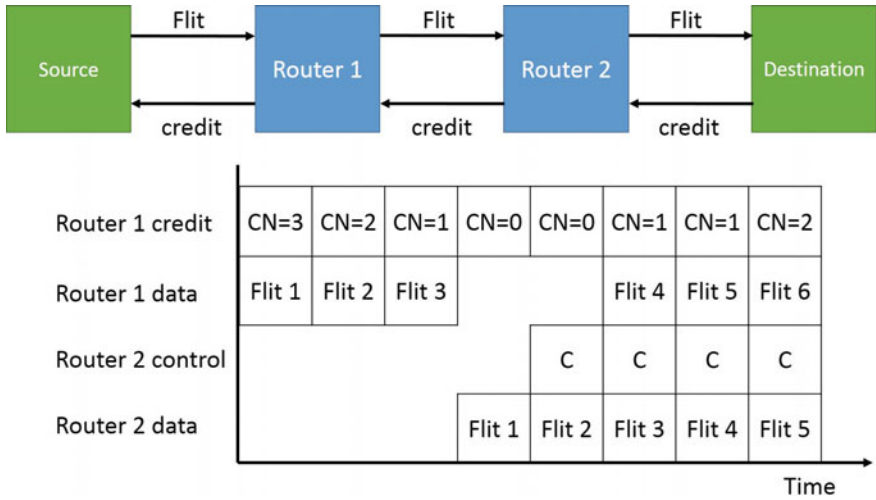 Flit Flit Flit
Source Router 1 Router 2 Destination
credit credit credit
Router 1 credit CN=3 CN=2 CN=1 CN=0 CN=0 CN=1 CN=1 CN=2
Router 1 data Flit 1 Flit 2 Flit 3 Flit 4 Flit 5 Flit 6
Router 2 control C C C C
Router 2 data Flit 1 Flit 2 Flit 3 Flit 4 Flit 5
Time